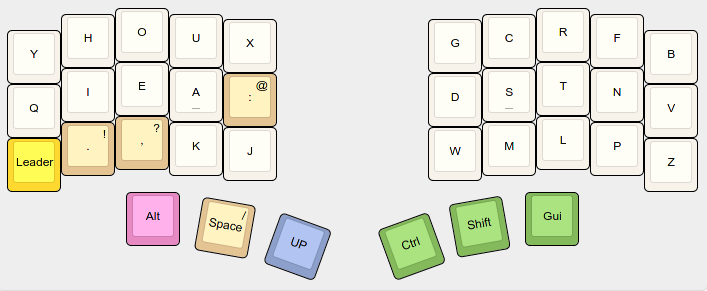 Y H O U X G C R F B
Q I E A @ : D S T N V
Leader ! . ? , K J W M L P Z
Alt / Space UP Ctrl Shift Gui